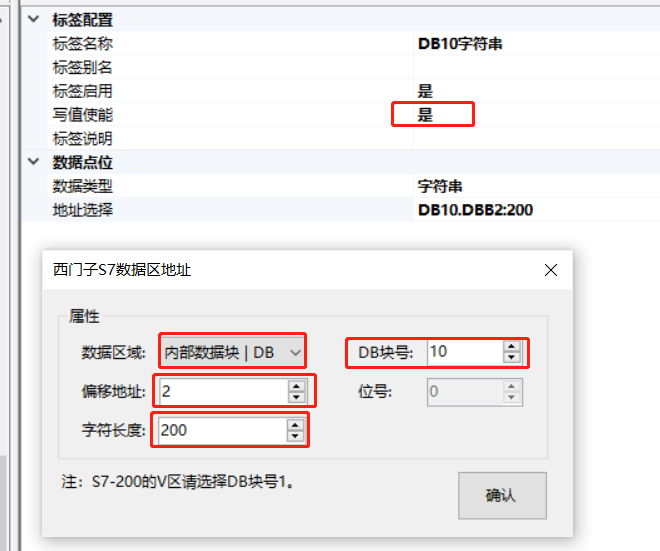 标签配置
标签名称 DB10字符串
标签别名
标签启用 是
写值使能 是
标签说明
数据点位
数据类型 字符串
地址选择 DB10.DBB2:200
西门子S7数据区地址
属性
数据区域: 内部数据块 | DB DB块号: 10
偏移地址: 2 位号: 0
字符长度: 200
注：S7-200的V区请选择DB块号1。
确认